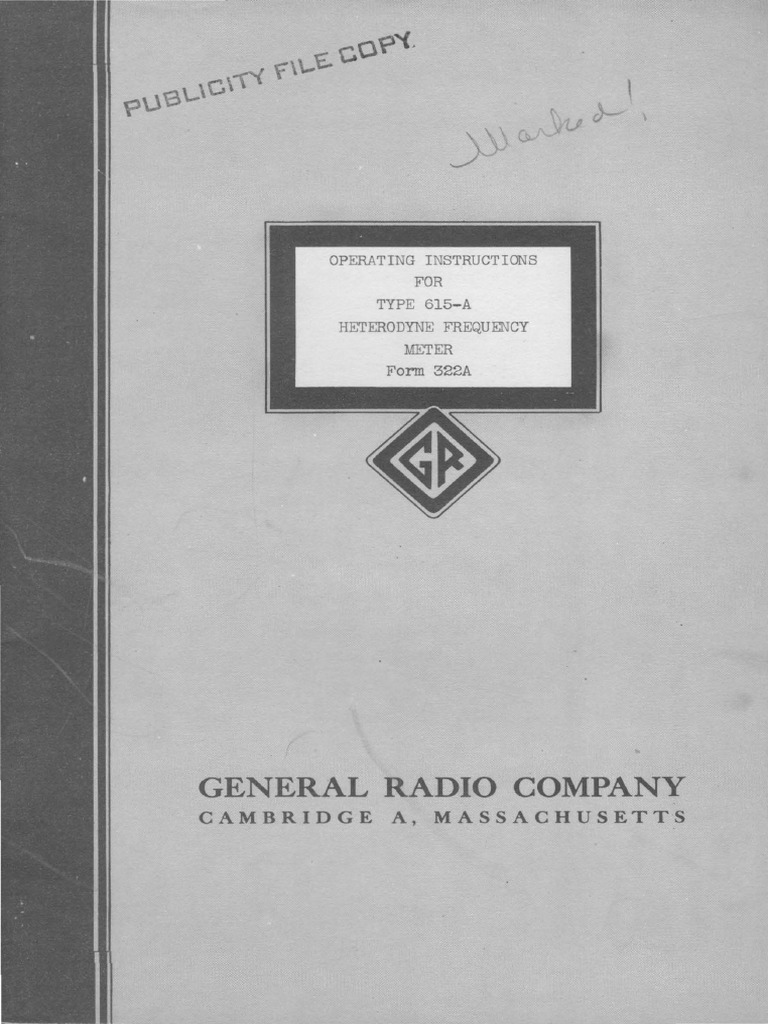 PUBLICITY FILE COPY.
Marked!
OPERATING INSTRUCTIONS
FOR
TYPE 615-A
HETERODYNE FREQUENCY
METER
Form 322A
GR
GENERAL RADIO COMPANY
CAMBRIDGE A, MASSACHUSETTS